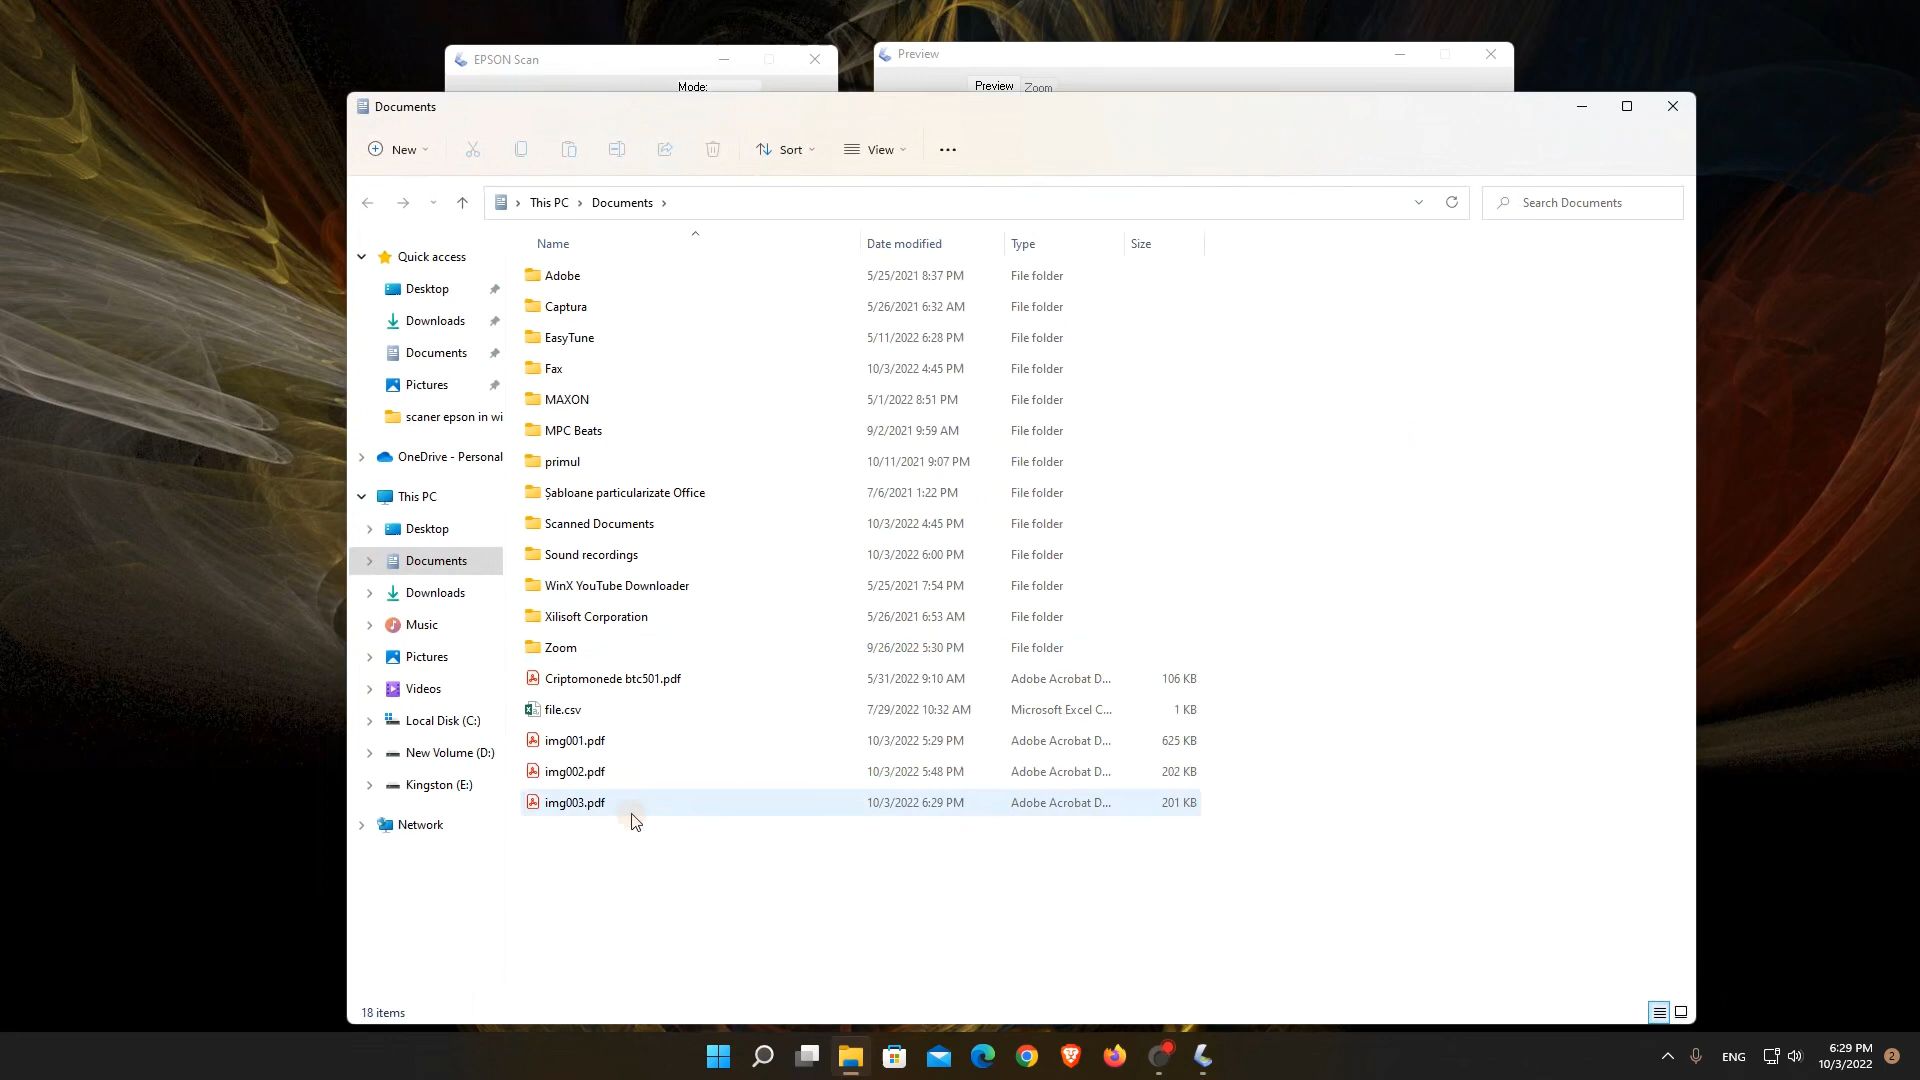 EPSON Scan
Mode:
Preview
Preview Zoom
Documents
New Sort View
This PC Documents Search Documents
Name Date modified Type Size
Quick access
Desktop
Downloads
Documents
Pictures
scaner epson in wi
OneDrive - Personal
This PC
Desktop
Documents
Downloads
Music
Pictures
Videos
Local Disk (C:)
New Volume (D:)
Kingston (E:)
Network
Adobe 5/25/2021 8:37 PM File folder
Captura 5/26/2021 6:32 AM File folder
EasyTune 5/11/2022 6:28 PM File folder
Fax 10/3/2022 4:45 PM File folder
MAXON 5/1/2022 8:51 PM File folder
MPC Beats 9/2/2021 9:59 AM File folder
primul 10/11/2021 9:07 PM File folder
Șabloane particularizate Office 7/6/2021 1:22 PM File folder
Scanned Documents 10/3/2022 4:45 PM File folder
Sound recordings 10/3/2022 6:00 PM File folder
WinX YouTube Downloader 5/25/2021 7:54 PM File folder
Xilisoft Corporation 5/26/2021 6:53 AM File folder
Zoom 9/26/2022 5:30 PM File folder
Criptomonede btc501.pdf 5/31/2022 9:10 AM Adobe Acrobat D... 106 KB
file.csv 7/29/2022 10:32 AM Microsoft Excel C... 1 KB
img001.pdf 10/3/2022 5:29 PM Adobe Acrobat D... 625 KB
img002.pdf 10/3/2022 5:48 PM Adobe Acrobat D... 202 KB
img003.pdf 10/3/2022 6:29 PM Adobe Acrobat D... 201 KB
18 items
ENG
6:29 PM
10/3/2022
2